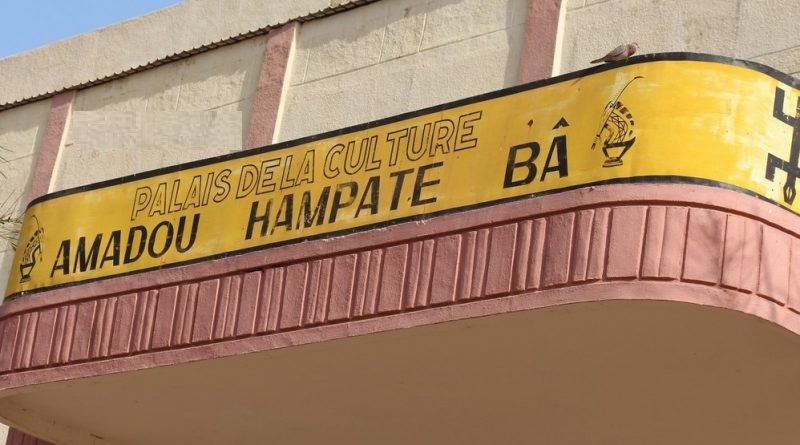 PALAIS DE LA CULTURE
AMADOU HAMPATE BÂ